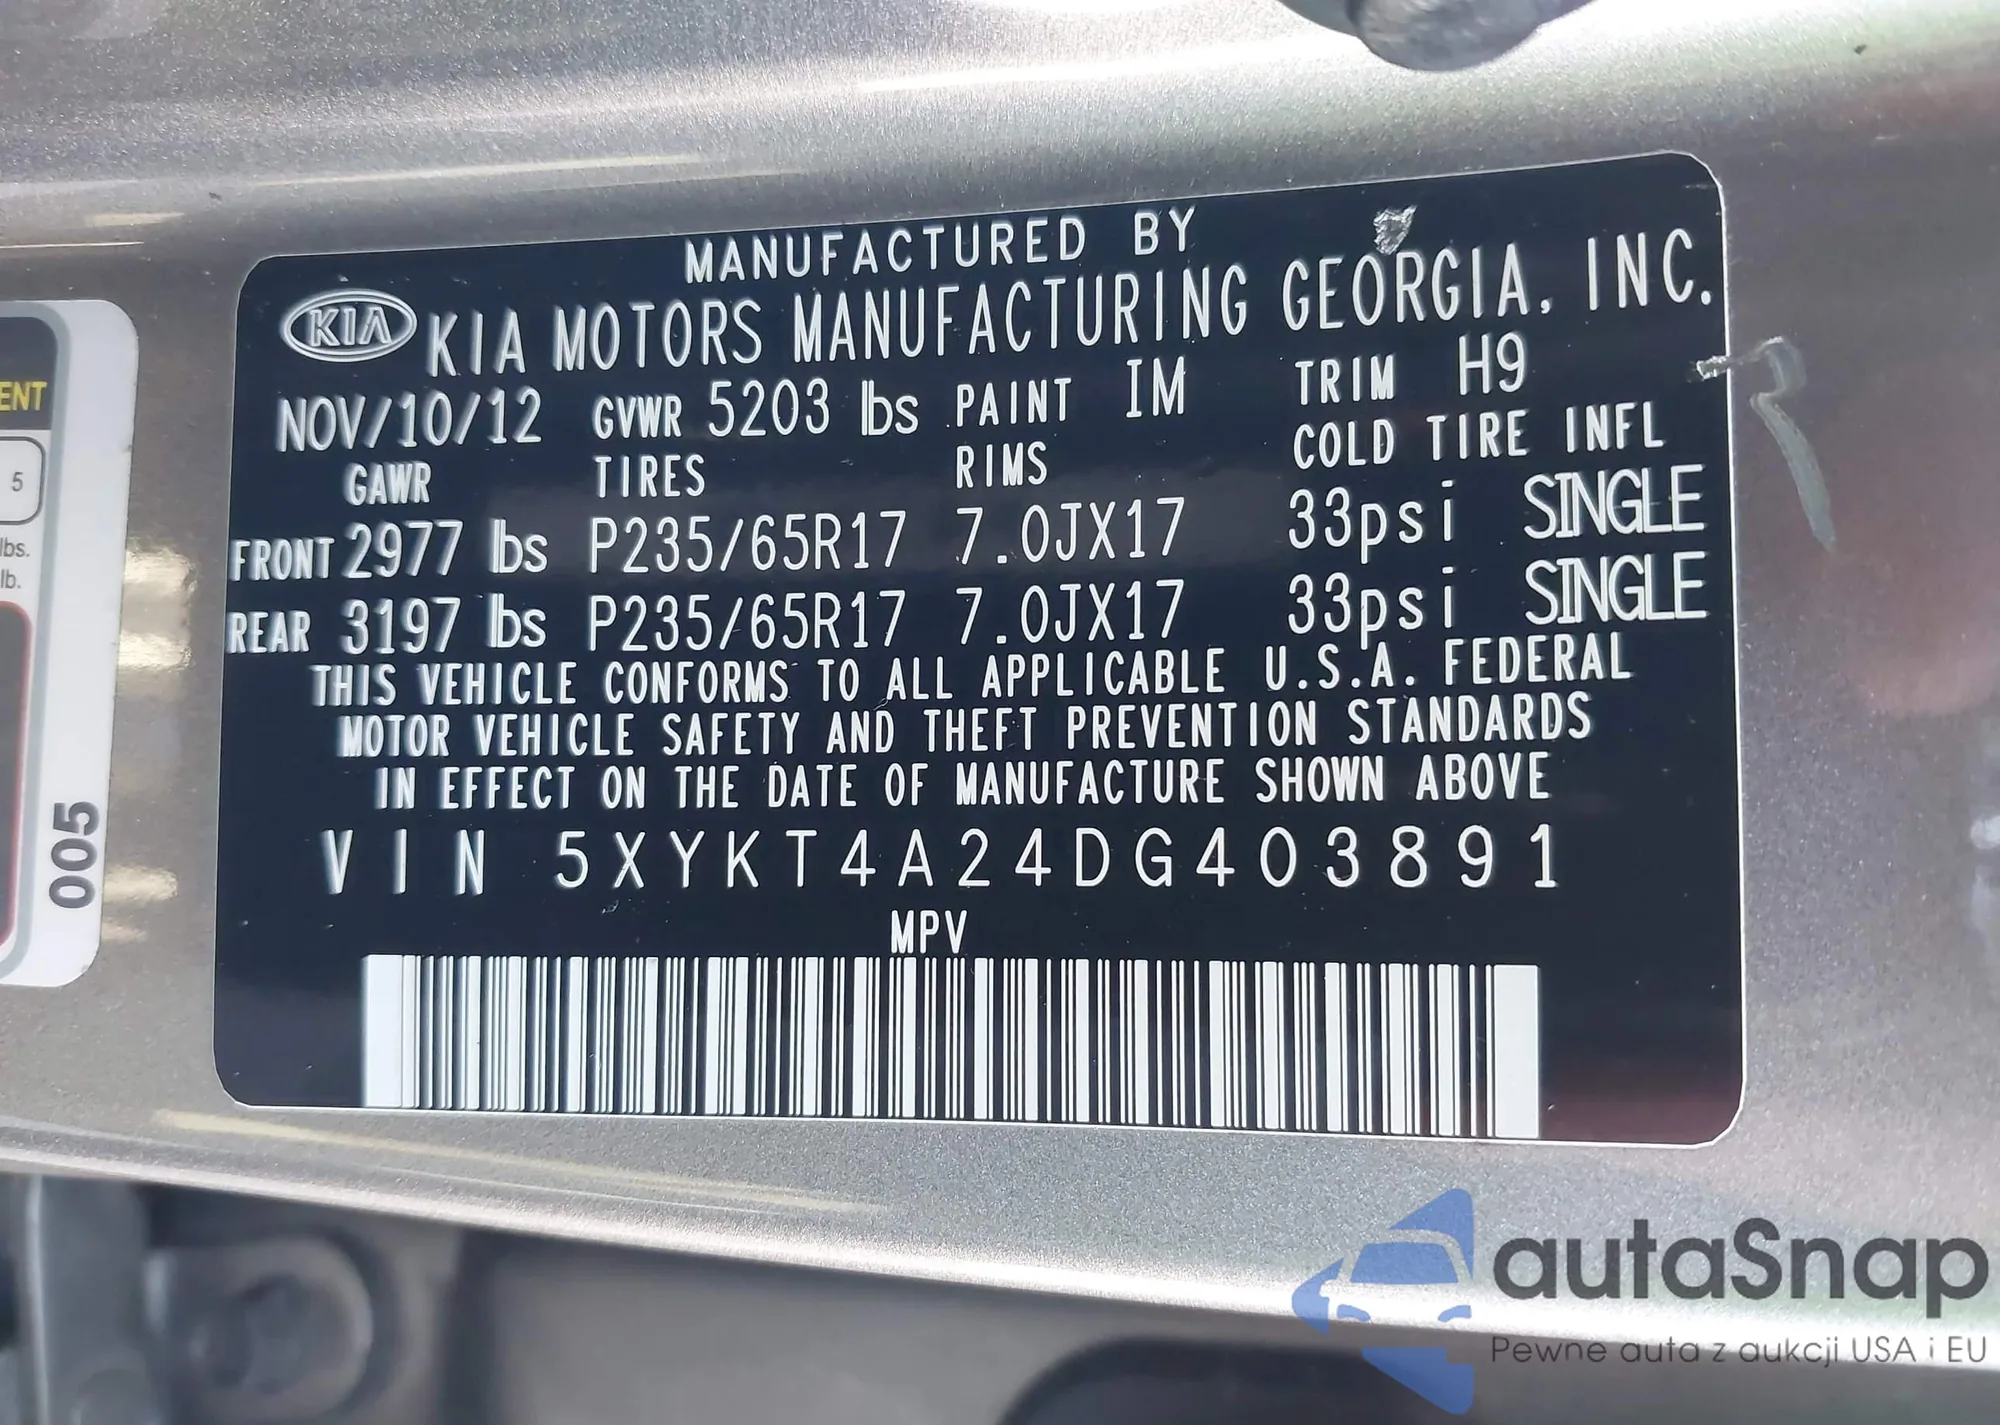 MANUFACTURED BY
KIA KIA MOTORS MANUFACTURING GEORGIA, INC.
NOV/10/12 GVWR 5203 lbs PAINT IM TRIM H9
GAWR TIRES RIMS COLD TIRE INFL
FRONT 2977 lbs P235/65R17 7.0JX17 33psi SINGLE
REAR 3197 lbs P235/65R17 7.0JX17 33psi SINGLE
THIS VEHICLE CONFORMS TO ALL APPLICABLE U.S.A. FEDERAL
MOTOR VEHICLE SAFETY AND THEFT PREVENTION STANDARDS
IN EFFECT ON THE DATE OF MANUFACTURE SHOWN ABOVE
VIN 5XYKT4A24DG403891
MPV
5
lbs.
lb.
005
autaSnap
Pewne auta z aukcji USA i EU